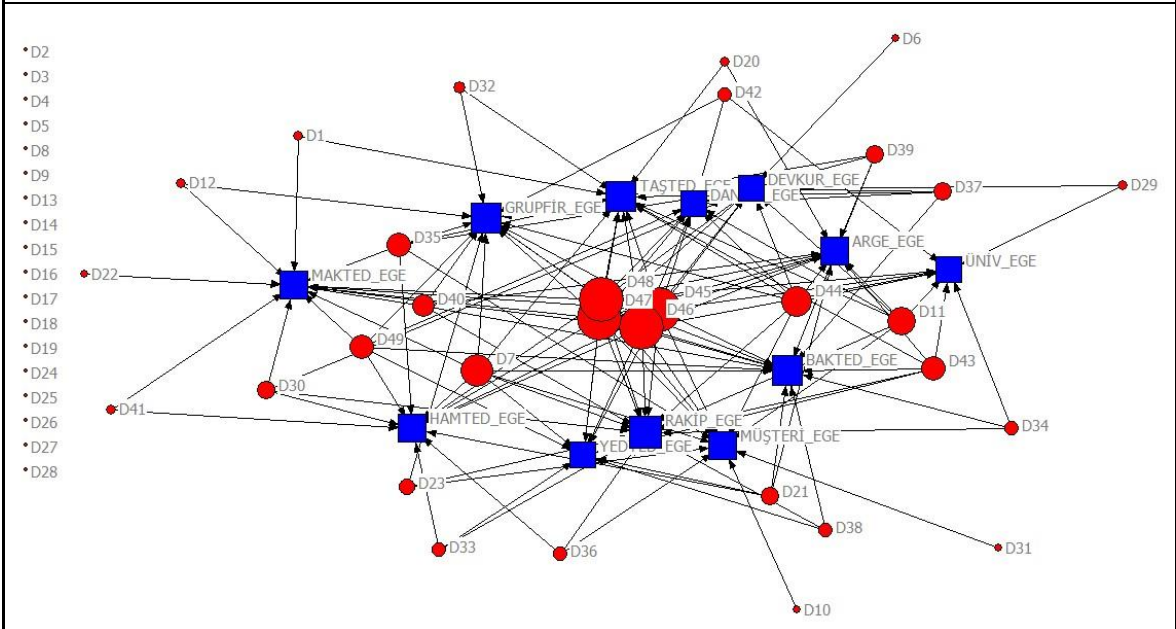 D2
D3
D4
D5
D8
D9
D13
D14
D15
D16
D17
D18
D19
D24
D25
D26
D27
D28
D6
D20
D32
D42
D1
D39
D12
TAŞTED_EGE
DEVKUR_EGE
D37
D29
GRUPFİR_EGE
D35
ARGE_EGE
ÜNİV_EGE
D22
MAKTED_EGE
D48
D45
D44
D40
D47
D46
D11
D49
D7
BAKTED_EGE
D43
D30
D41
HAMTED_EGE
RAKİP_EGE
MÜŞTERİ_EGE
D34
D23
D21
D38
D33
D36
D31
D10